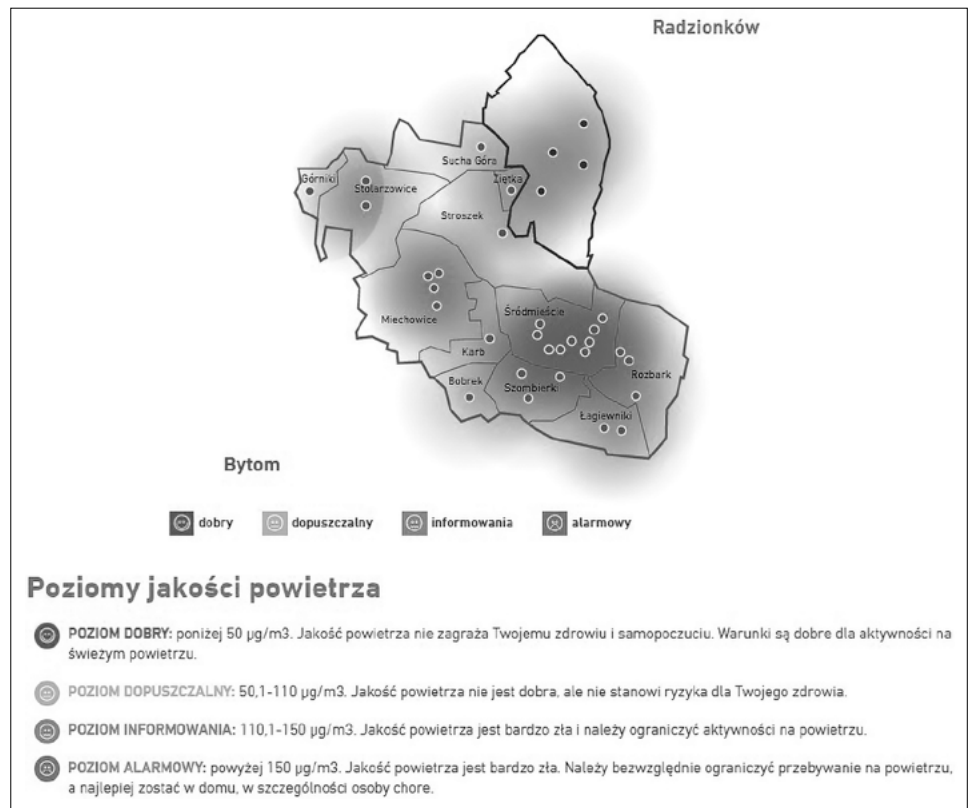 Radzionków
Sucha Góra
Górniki
Stolarzowice
Ziętka
Stroszek
Miechowice
Śródmieście
Karb
Bobrek
Szombierki
Rozbark
Łagiewniki
Bytom
dobry dopuszczalny informowania alarmowy
Poziomy jakości powietrza
POZIOM DOBRY: poniżej 50 µg/m3. Jakość powietrza nie zagraża Twojemu zdrowiu i samopoczuciu. Warunki są dobre dla aktywności na
świeżym powietrzu.
POZIOM DOPUSZCZALNY: 50,1-110 µg/m3. Jakość powietrza nie jest dobra, ale nie stanowi ryzyka dla Twojego zdrowia.
POZIOM INFORMOWANIA: 110,1-150 µg/m3. Jakość powietrza jest bardzo zła i należy ograniczyć aktywności na powietrzu.
POZIOM ALARMOWY: powyżej 150 µg/m3. Jakość powietrza jest bardzo zła. Należy bezwzględnie ograniczyć przebywanie na powietrzu,
a najlepiej zostać w domu, w szczególności osoby chore.